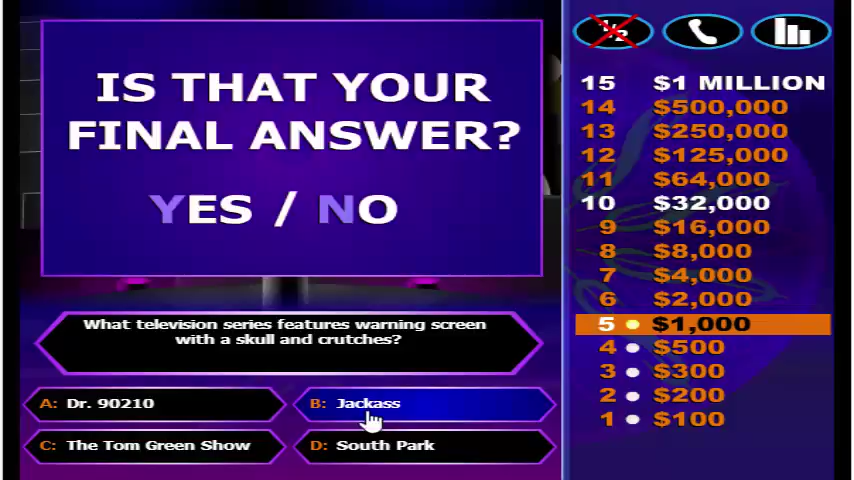 IS THAT YOUR
FINAL ANSWER?
YES / NO
What television series features warning screen
with a skull and crutches?
A: Dr. 90210
B: Jackass
C: The Tom Green Show
D: South Park
1/2
15 $1 MILLION
14 $500,000
13 $250,000
12 $125,000
11 $64,000
10 $32,000
9 $16,000
8 $8,000
7 $4,000
6 $2,000
5 $1,000
4 $500
3 $300
2 $200
1 $100